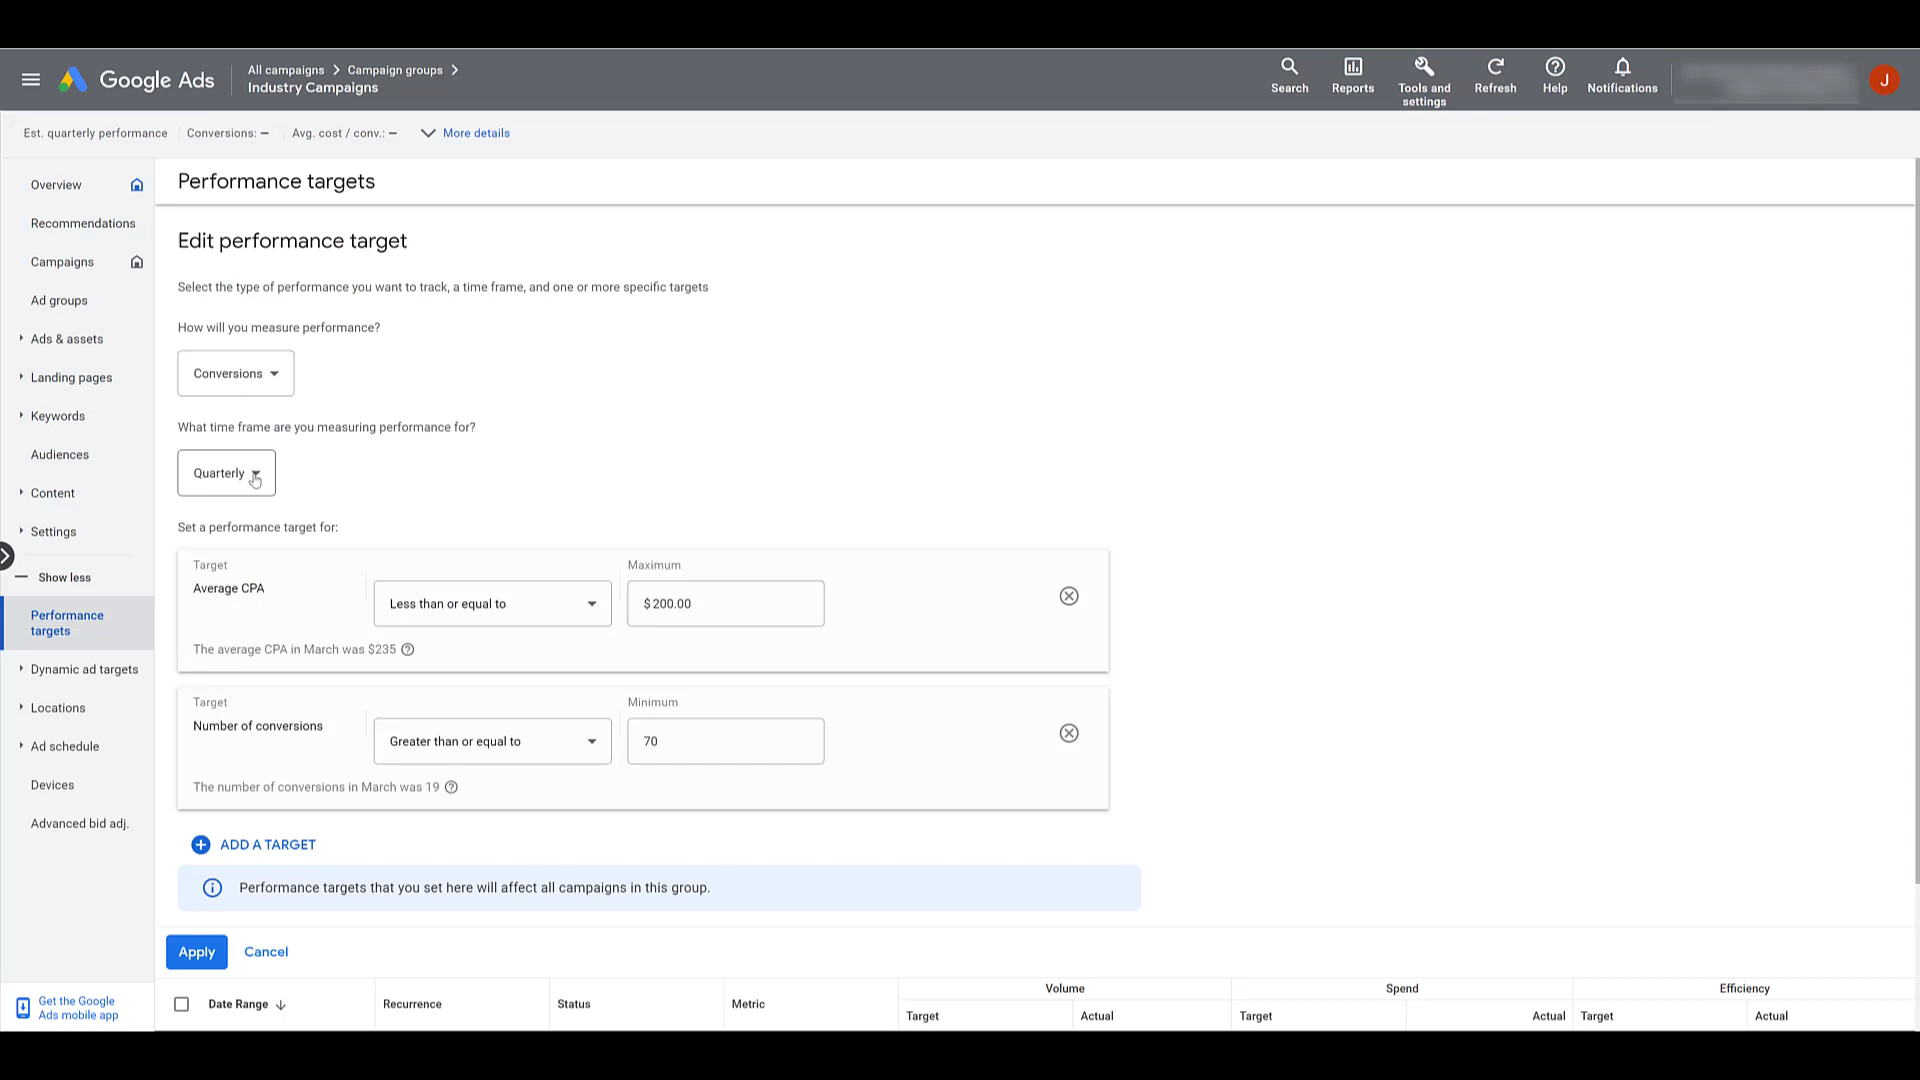 Google Ads
All campaigns
Campaign groups
Industry Campaigns
Search
Reports
Tools and
settings
Refresh
Help
Notifications
J
Est. quarterly performance
Conversions: —
Avg. cost / conv.: —
More details
Overview
Recommendations
Campaigns
Ad groups
Ads & assets
Landing pages
Keywords
Audiences
Content
Settings
Show less
Performance
targets
Dynamic ad targets
Locations
Ad schedule
Devices
Advanced bid adj.
Get the Google
Ads mobile app
Performance targets
Edit performance target
Select the type of performance you want to track, a time frame, and one or more specific targets
How will you measure performance?
Conversions
What time frame are you measuring performance for?
Quarterly
Set a performance target for:
Target
Maximum
Average CPA
Less than or equal to
$ 200.00
The average CPA in March was $235
Target
Minimum
Number of conversions
Greater than or equal to
70
The number of conversions in March was 19
ADD A TARGET
Performance targets that you set here will affect all campaigns in this group.
Apply
Cancel
Date Range
Recurrence
Status
Metric
Volume
Spend
Efficiency
Target
Actual
Target
Actual
Target
Actual